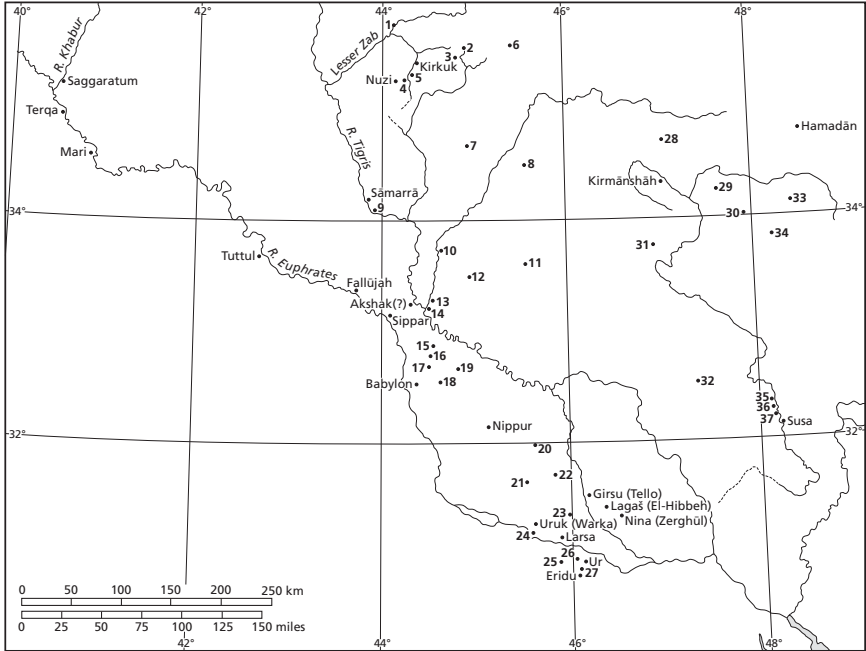 40°
42°
44°
46°
48°
R. Khabur
Lesser Zab
1
2
6
3
Kirkuk
5
Nuzi
4
Saggaratum
Terqa
Mari
R. Tigris
7
8
28
Hamadān
Kirmānshāh
29
33
Sāmarrā
9
34°
30
34°
34
31
10
11
12
Tuttul
R. Euphrates
Fallūjah
Akshak(?)
13
14
Sippar
15
16
17
19
18
Babylon
32
35
36
37
Susa
32°
32°
Nippur
20
21
22
Girsu (Tello)
Lagaš (El-Hibbeh)
Nina (Zerghūl)
23
Uruk (Warka)
24
Larsa
26
25
Ur
27
Eridu
0 50 100 150 200 250 km
0 25 50 75 100 125 150 miles
42°
44°
46°
48°